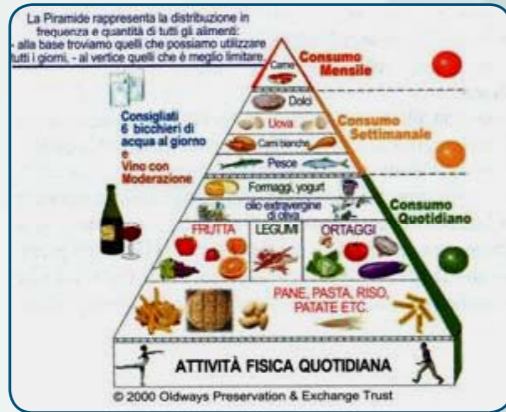 La Piramide rappresenta la distribuzione in
frequenza e quantità di tutti gli alimenti:
- alla base troviamo quelli che possiamo utilizzare
tutti i giorni, - al vertice quelli che è meglio limitare.
Carne
Consumo
Mensile
Dolci
Consigliati
6 bicchieri di
acqua al giorno
e
Vino con
Moderazione
Uova
Consumo
Settimanale
Carni bianche
Pesce
Formaggi, yogurt
Consumo
Quotidiano
olio extravergine
di oliva
FRUTTA
LEGUMI
ORTAGGI
PANE, PASTA, RISO,
PATATE ETC.
ATTIVITÀ FISICA QUOTIDIANA
© 2000 Oldways Preservation & Exchange Trust